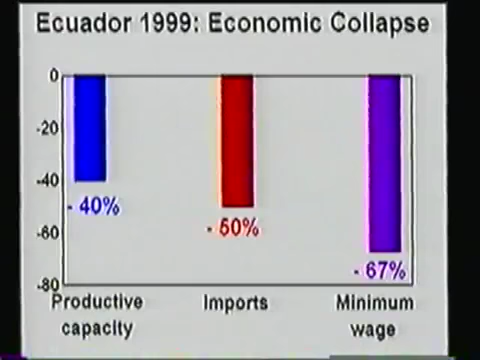 Ecuador 1999: Economic Collapse
0
-20
-40
-60
-80
- 40%
- 50%
- 67%
Productive capacity
Imports
Minimum wage